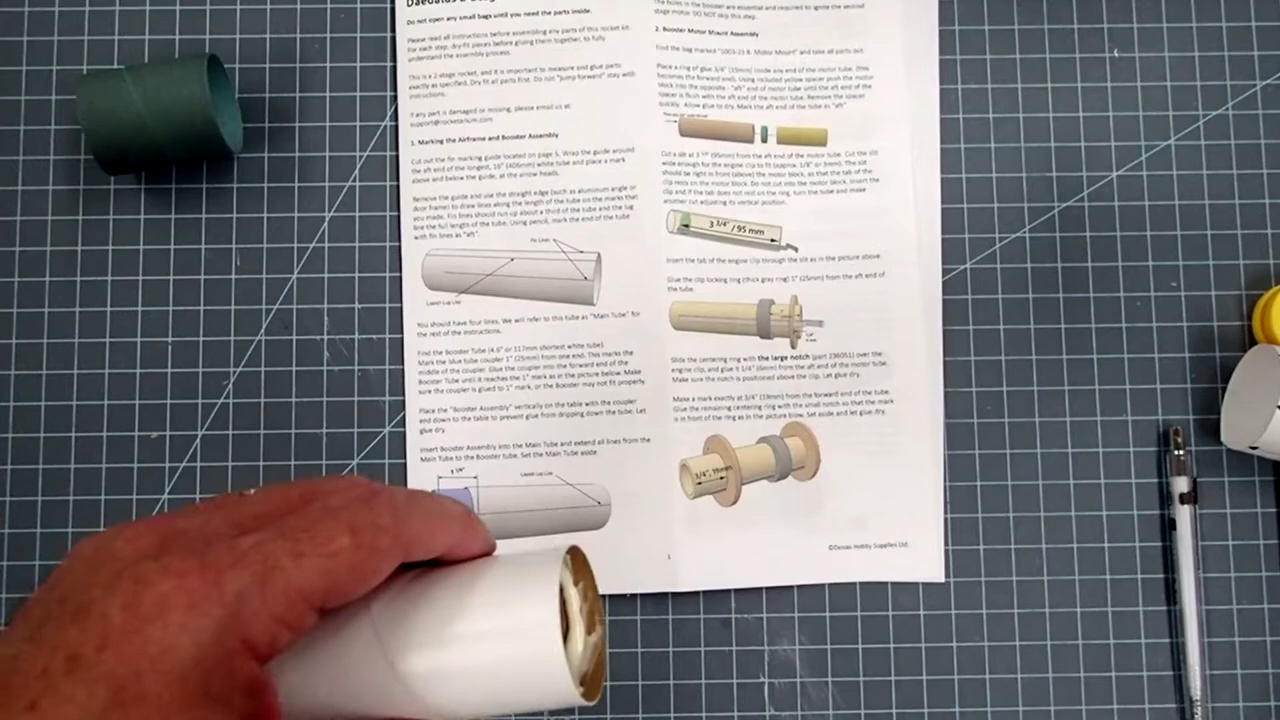 Do not open any small bags until you need the parts inside.
Please read all instructions before assembling any parts of this rocket kit.
For each step, dry-fit pieces before gluing them together, to fully
understand the assembly process.
This is a 2-stage rocket, and it is important to measure and glue parts
exactly as specified. Dry fit all parts first. Do not "jump forward" stay with
instructions.
If any part is damaged or missing, please email us at:
support@rocketarium.com
1. Marking the Airframe and Booster Assembly
Cut out the fin marking guide located on page 5. Wrap the guide around
the aft end of the longest, 16" (406mm) white tube and place a mark
above and below the guide, at the arrow heads.
Remove the guide and use the straight edge (such as aluminum angle or
door frame) to draw lines along the length of the tube on the marks that
you made. Fin lines should run up about a third of the tube and the lug
line the full length of the tube. Using pencil, mark the end of the tube
with fin lines as "aft".
Fin Lines
Launch Lug Line
You should have four lines. We will refer to this tube as "Main Tube" for
the rest of the instructions.
Find the Booster Tube (4.6" or 117mm shortest white tube).
Mark the blue tube coupler 1" (25mm) from one end. This marks the
middle of the coupler. Glue the coupler into the forward end of the
Booster Tube until it reaches the 1" mark as in the picture below. Make
sure the coupler is glued to 1" mark, or the Booster may not fit properly.
Place the "Booster Assembly" vertically on the table with the coupler
end down to the table to prevent glue from dripping down the tube. Let
glue dry.
Insert Booster Assembly into the Main Tube and extend all lines from the
Main Tube to the Booster tube. Set the Main Tube aside.
Launch Lug Line
The holes in the booster are essential and required to ignite the second
stage motor. DO NOT skip this step.
2. Booster Motor Mount Assembly
Find the bag marked "1003-23 B. Motor Mount" and take all parts out.
Place a ring of glue 3/4" (19mm) inside any end of the motor tube. (this
becomes the forward end). Using included yellow spacer push the motor
block into the opposite - "aft" end of motor tube until the aft end of the
spacer is flush with the aft end of the motor tube. Remove the spacer
quickly. Allow glue to dry. Mark the aft end of the tube as "aft"
Cut a slit at 3 3/4" (95mm) from the aft end of the motor tube. Cut the slit
wide enough for the engine clip to fit (approx. 1/8" or 3mm). The slit
should be right in front (above) the motor block, so that the tab of the
clip rests on the motor block. Do not cut into the motor block. Insert the
clip and if the tab does not rest on the ring, turn the tube and make
another cut adjusting its vertical position.
3 3/4" / 95 mm
Insert the tab of the engine clip through the slit as in the picture above.
Glue the clip locking ring (thick gray ring) 1" (25mm) from the aft end of
the tube.
Slide the centering ring with the large notch (part 236051) over the
engine clip, and glue it 1/4" (6mm) from the aft end of the motor tube.
Make sure the notch is positioned above the clip. Let glue dry.
Make a mark exactly at 3/4" (19mm) from the forward end of the tube.
Glue the remaining centering ring with the small notch so that the mark
is in front of the ring as in the picture blow. Set aside and let glue dry.
3/4", 19mm
1
©Denav Hobby Supplies Ltd.